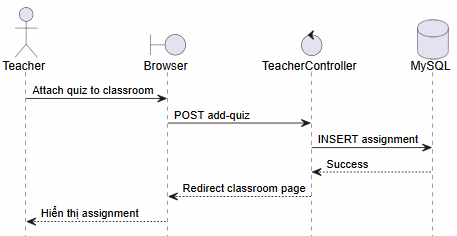 Teacher
Browser
TeacherController
MySQL
Attach quiz to classroom
POST add-quiz
INSERT assignment
Success
Redirect classroom page
Hiển thị assignment